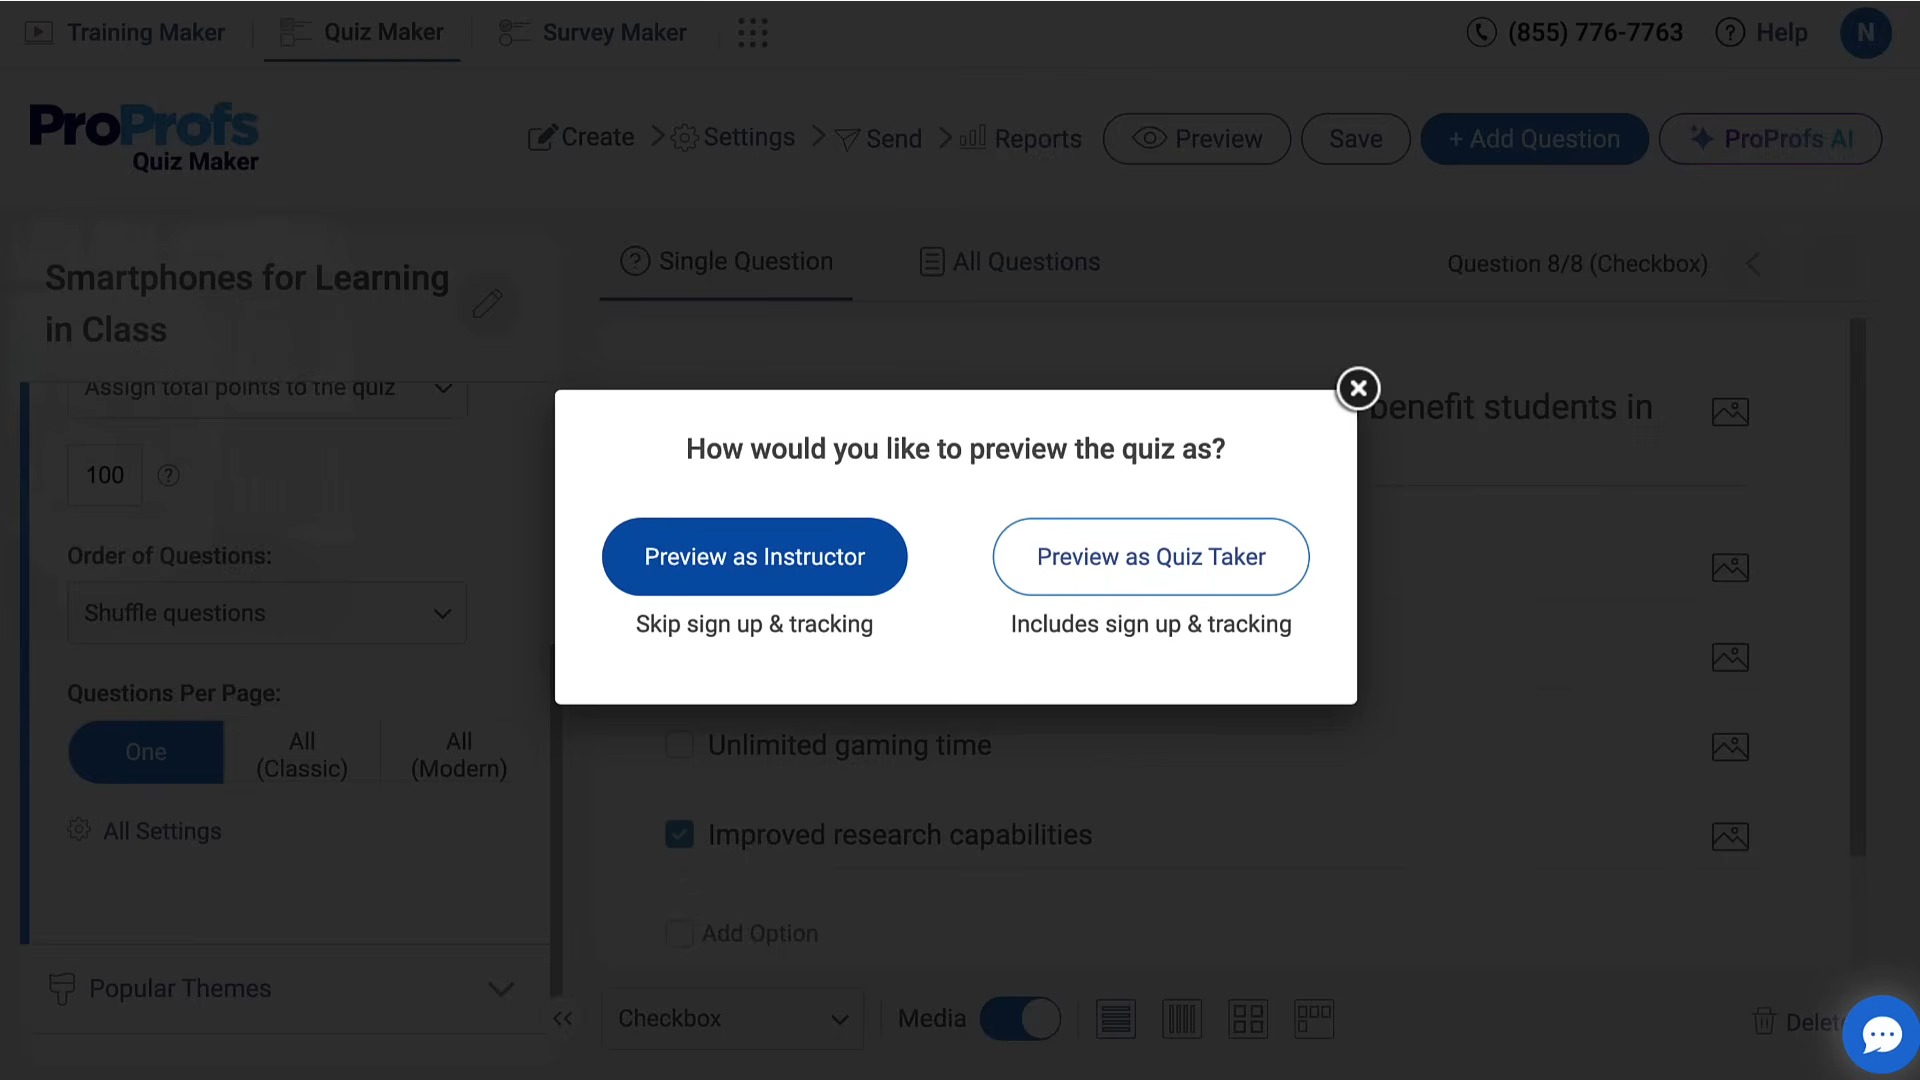 Training Maker
Quiz Maker
Survey Maker
(855) 776-7763
Help
N
ProProfs
Quiz Maker
Create
Settings
Send
Reports
Preview
Save
+ Add Question
ProProfs AI
Smartphones for Learning
in Class
Single Question
All Questions
Question 8/8 (Checkbox)
Assign total points to the quiz
100
Order of Questions:
Shuffle questions
Questions Per Page:
One
All
(Classic)
All
(Modern)
All Settings
Popular Themes
benefit students in
How would you like to preview the quiz as?
Preview as Instructor
Skip sign up & tracking
Preview as Quiz Taker
Includes sign up & tracking
Unlimited gaming time
Improved research capabilities
Add Option
Checkbox
Media
Delete